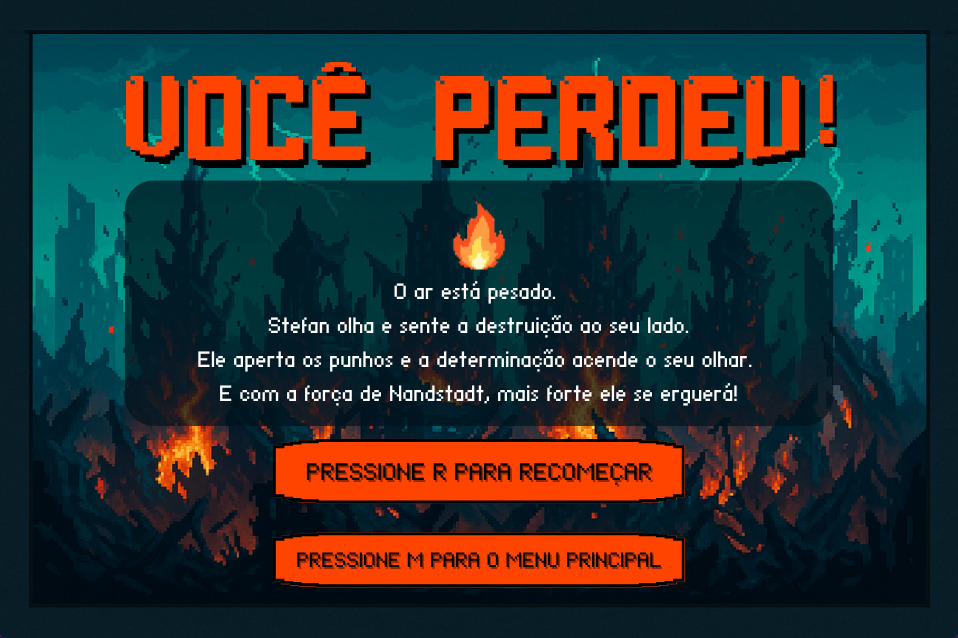 VOCÊ PERDEU!
O ar está pesado.
Stefan olha e sente a destruição ao seu lado.
Ele aperta os punhos e a determinação acende o seu olhar.
E com a força de Nandstadt, mais forte ele se erguerá!
PRESSIONE R PARA RECOMEÇAR
PRESSIONE M PARA O MENU PRINCIPAL